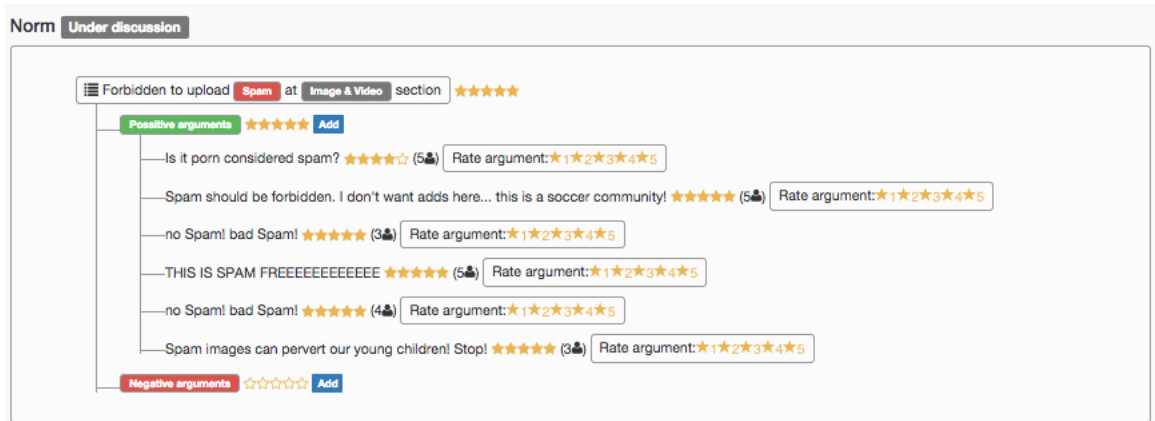 Norm Under discussion
Forbidden to upload Spam at Image & Video section
Possitive arguments Add
Is it porn considered spam? (5) Rate argument: 1 2 3 4 5
Spam should be forbidden. I don't want adds here... this is a soccer community! (5) Rate argument: 1 2 3 4 5
no Spam! bad Spam! (3) Rate argument: 1 2 3 4 5
THIS IS SPAM FREEEEEEEEEEEEE (5) Rate argument: 1 2 3 4 5
no Spam! bad Spam! (4) Rate argument: 1 2 3 4 5
Spam images can pervert our young children! Stop! (3) Rate argument: 1 2 3 4 5
Negative arguments Add